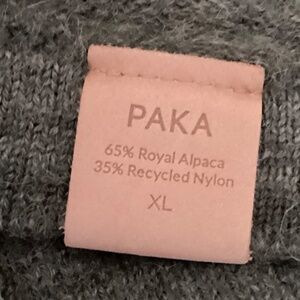 PAKA
65% Royal Alpaca
35% Recycled Nylon
XL